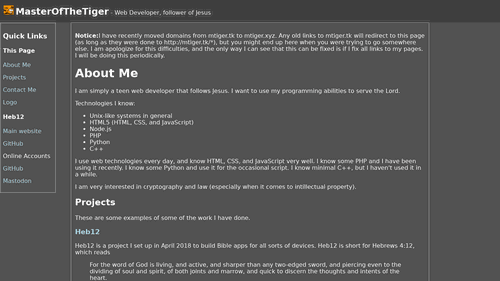 MasterOfTheTiger - Web Developer, follower of Jesus
Quick Links
This Page
About Me
Projects
Contact Me
Logo
Heb12
Main website
GitHub
Online Accounts
GitHub
Mastodon
Notice:I have recently moved domains from mtiger.tk to mtiger.xyz. Any old links to mtiger.tk will redirect to this page
(as long as they were done to http://mtiger.tk/*), but you might end up here when you were trying to go somewhere
else. I am apologize for this difficulties, and the only way I can see that this can be fixed is if I fix all links to my pages.
I will be doing this periodically.
About Me
I am simply a teen web developer that follows Jesus. I want to use my programming abilities to serve the Lord.
Technologies I know:
• Unix-like systems in general
• HTML5 (HTML, CSS, and JavaScript)
• Node.js
• PHP
• Python
• C++
I use web technologies every day, and know HTML, CSS, and JavaScript very well. I know some PHP and I have been
using it recently. I know some Python and use it for the occasional script. I know minimal C++, but I haven't used it in
a while.
I am very interested in cryptography and law (especially when it comes to intillectual property).
Projects
These are some examples of some of the work I have done.
Heb12
Heb12 is a project I set up in April 2018 to build Bible apps for all sorts of devices. Heb12 is short for Hebrews 4:12,
which reads
For the word of God is living, and active, and sharper than any two-edged sword, and piercing even to the
dividing of soul and spirit, of both joints and marrow, and quick to discern the thoughts and intents of the
heart.